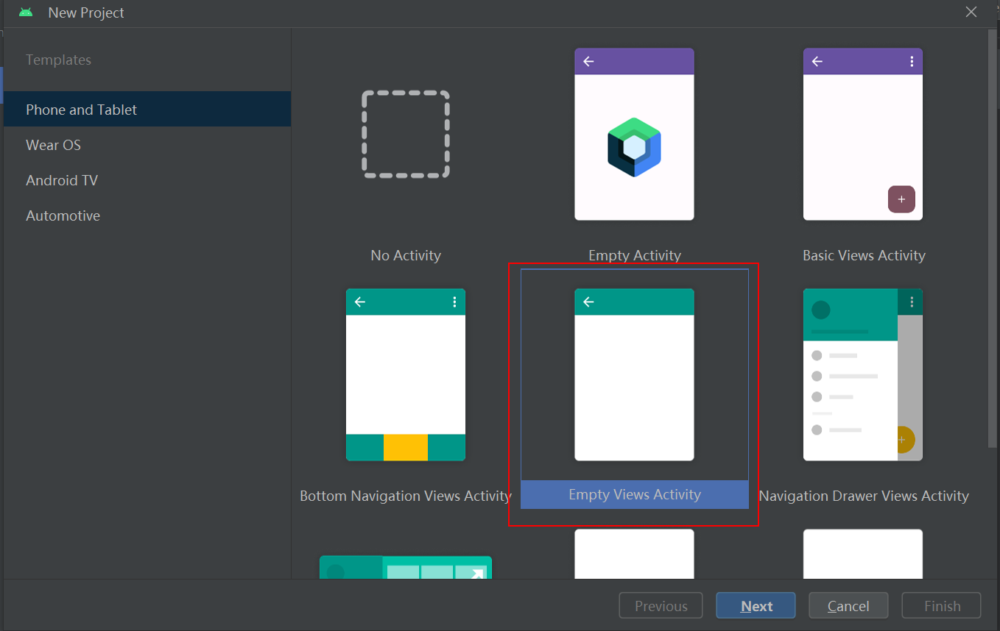 New Project
Templates
Phone and Tablet
Wear OS
Android TV
Automotive
No Activity
Empty Activity
Basic Views Activity
Bottom Navigation Views Activity
Empty Views Activity
Navigation Drawer Views Activity
Previous
Next
Cancel
Finish